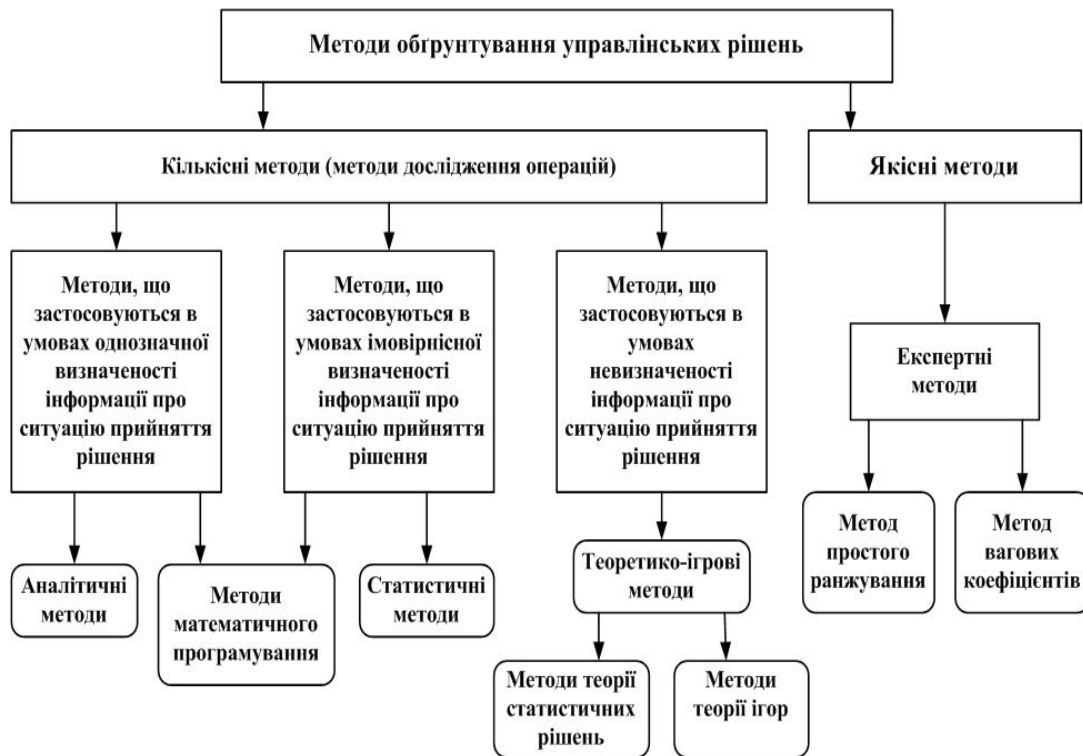 Методи обґрунтування управлінських рішень
Кількісні методи (методи дослідження операцій)
Якісні методи
Методи, що
застосовуються в
умовах однозначної
визначеності
інформації про
ситуацію прийняття
рішення
Методи, що
застосовуються в
умовах імовірнісної
визначеності
інформації про
ситуацію прийняття
рішення
Методи, що
застосовуються в
умовах
невизначеності
інформації про
ситуацію прийняття
рішення
Експертні
методи
Аналітичні
методи
Методи
математичного
програмування
Статистичні
методи
Теоретико-ігрові
методи
Метод
простого
ранжування
Метод
вагових
коефіцієнтів
Методи теорії
статистичних
рішень
Методи
теорії ігор